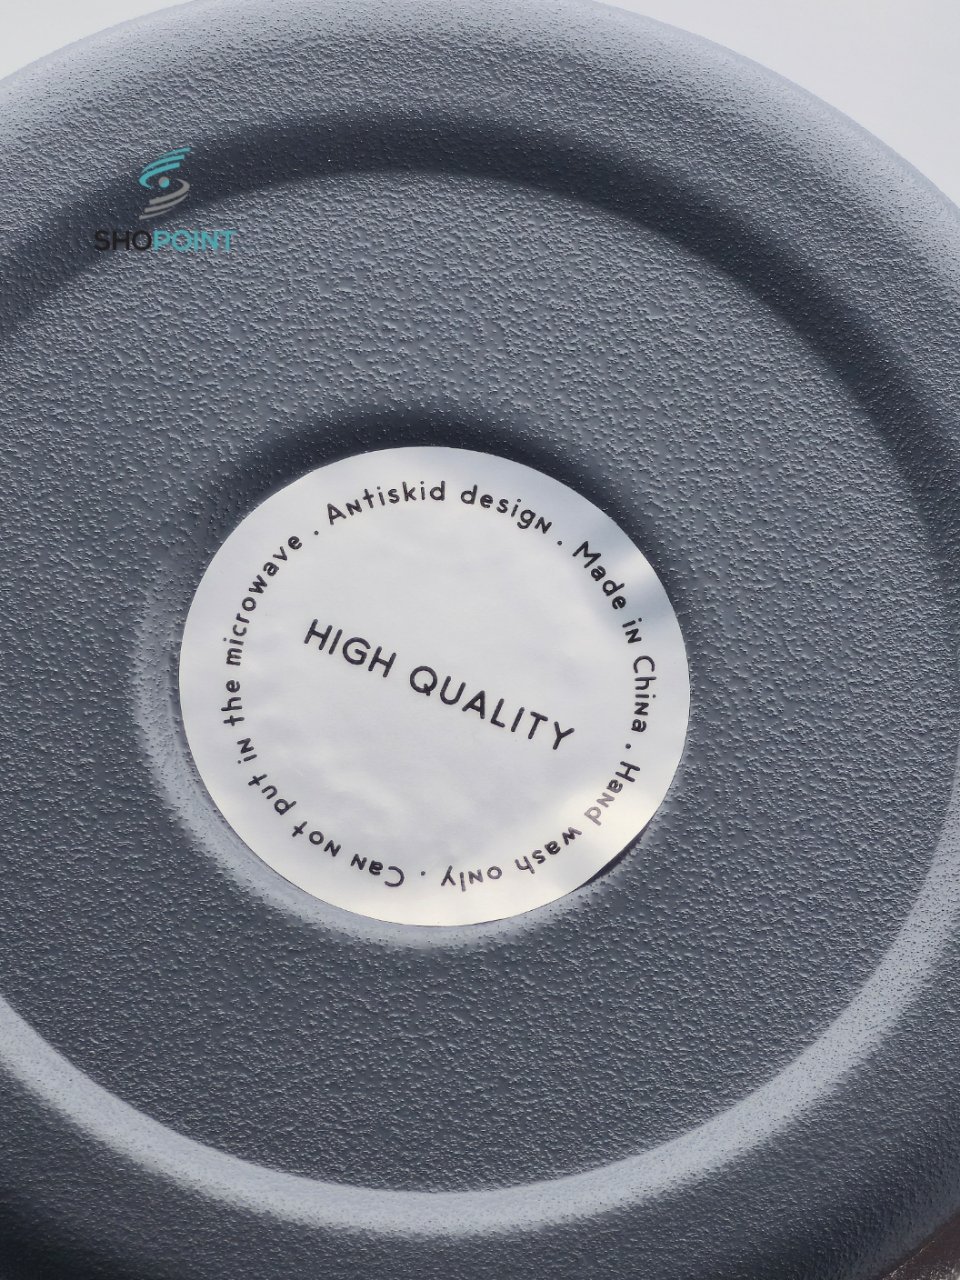 SHOPOINT
Antiskid design . Made in China . Hand wash only . Can not put in the microwave .
HIGH QUALITY